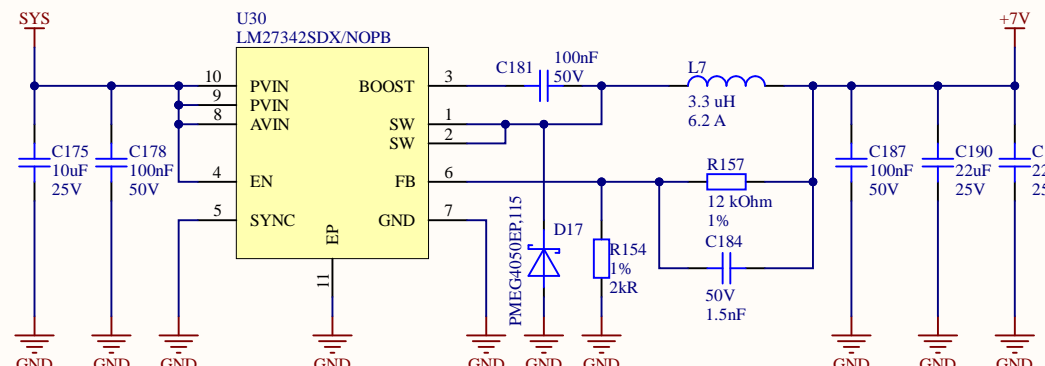 SYS
U30
LM27342SDX/NOPB
+7V
10
PVIN
9
PVIN
8
AVIN
4
EN
5
SYNC
BOOST
3
SW
1
SW
2
FB
6
GND
7
EP
11
C181
100nF
50V
L7
3.3 uH
6.2 A
C175
10uF
25V
C178
100nF
50V
R157
12 kOhm
1%
C184
50V
1.5nF
D17
PMEG4050EP,115
R154
1%
2kR
C187
100nF
50V
C190
22uF
25V
GND
GND
GND
GND
GND
GND
GND
GND
GND
GND